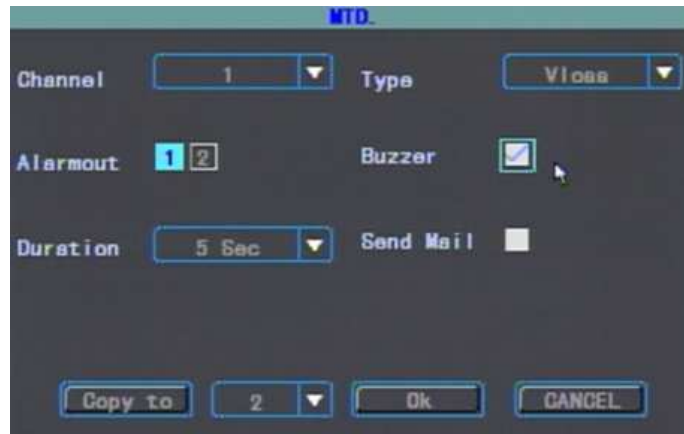 MTD.
Channel 1 Type Vloss
Alarmout 1 2 Buzzer
Duration 5 Sec Send Mail
Copy to 2 Ok CANCEL